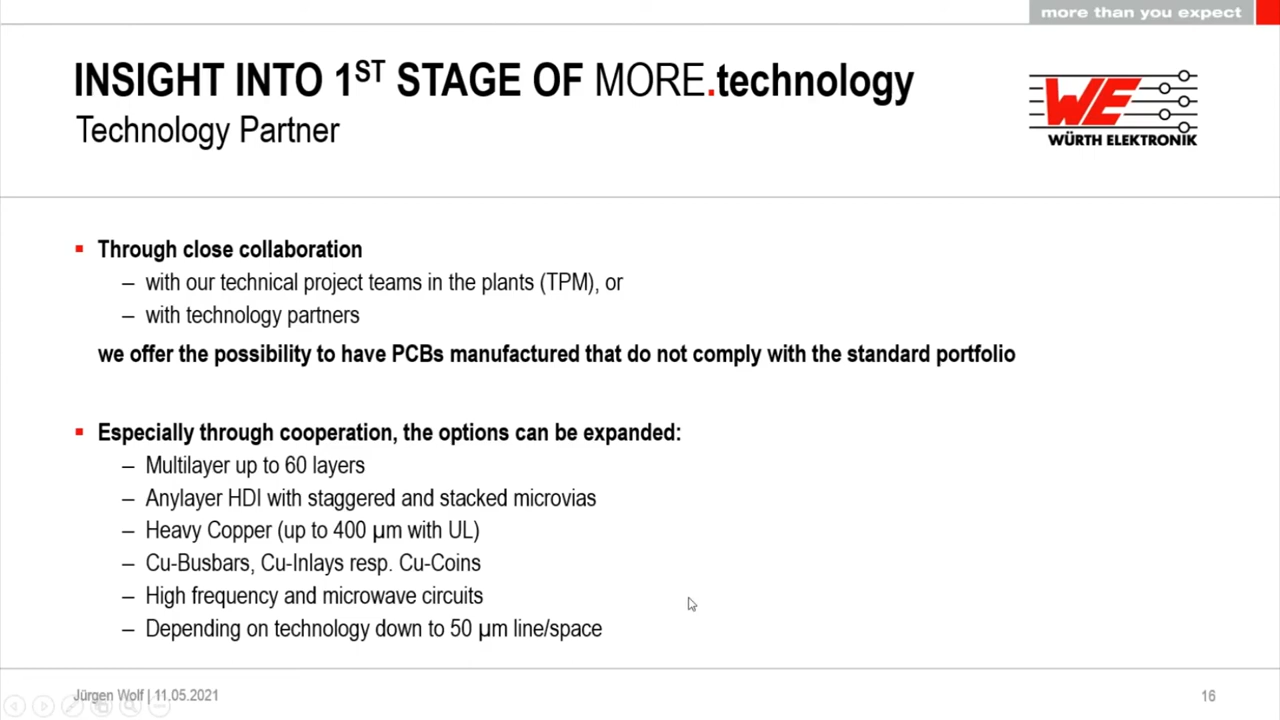 more than you expect
INSIGHT INTO 1ST STAGE OF MORE.technology
Technology Partner
WE
WÜRTH ELEKTRONIK
Through close collaboration
– with our technical project teams in the plants (TPM), or
– with technology partners
we offer the possibility to have PCBs manufactured that do not comply with the standard portfolio
Especially through cooperation, the options can be expanded:
– Multilayer up to 60 layers
– Anylayer HDI with staggered and stacked microvias
– Heavy Copper (up to 400 µm with UL)
– Cu-Busbars, Cu-Inlays resp. Cu-Coins
– High frequency and microwave circuits
– Depending on technology down to 50 µm line/space
Jürgen Wolf | 11.05.2021
16